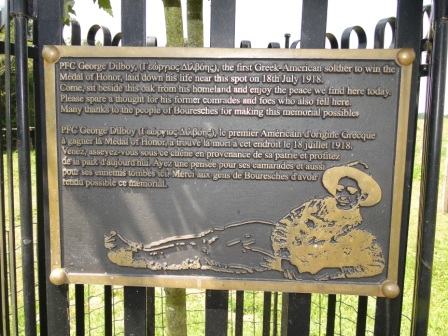 PFC George Dilboy, (Γεώργιος Διλβόης), the first Greek-American soldier to win the
Medal of Honor, laid down his life near this spot on 18th July 1918.
Come, sit beside this oak from his homeland and enjoy the peace we find here today.
Please spare a thought for his former comrades and foes who also fell here.
Many thanks to the people of Bouresches for making this memorial possible.
PFC George Dilboy (Γεώργιος Διλβόης), le premier Américain d'origine Grecque
à gagner la Médal of Honor, a trouvé la mort à cet endroit le 18 juillet 1918.
Venez, asseyez-vous sous ce chêne en provenance de sa patrie et profitez
de la paix d'aujourd'hui. Ayez une pensée pour ses camarades et aussi
pour ses ennemis tombés ici. Merci aux gens de Bouresches d'avoir
rendu possible ce memorial.